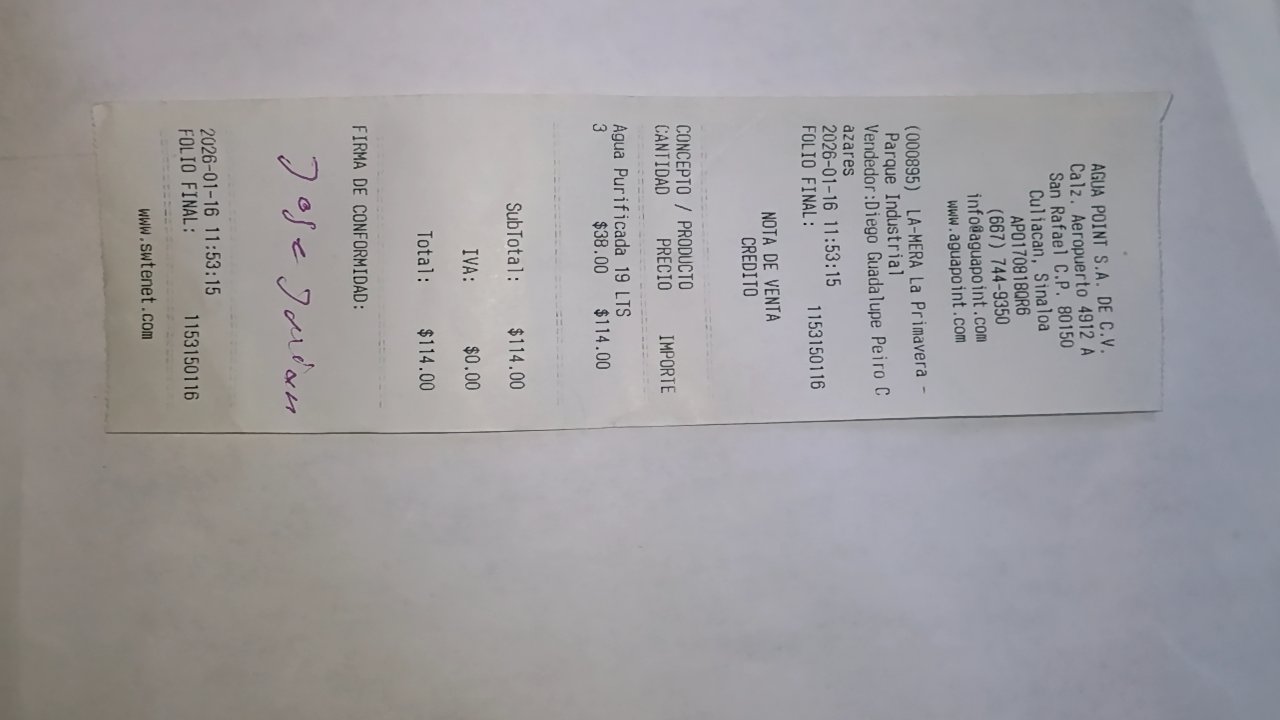 AGUA POINT S.A. DE C.V.
Calz. Aeropuerto 4912 A
San Rafael C.P. 80150
Culiacan, Sinaloa
APO170818QR6
(667) 744-9350
info@aguapoint.com
www.aguapoint.com
(000895) LA-MERA La Primavera -
Parque Industrial
Vendedor:Diego Guadalupe Peiro C
azares
2026-01-16 11:53:15
FOLIO FINAL: 1153150116
NOTA DE VENTA
CREDITO
CONCEPTO / PRODUCTO
CANTIDAD PRECIO IMPORTE
Agua Purificada 19 LTS
3 $38.00 $114.00
SubTotal: $114.00
IVA: $0.00
Total: $114.00
FIRMA DE CONFORMIDAD:
Jose
2026-01-16 11:53:15
FOLIO FINAL: 1153150116
www.swtenet.com